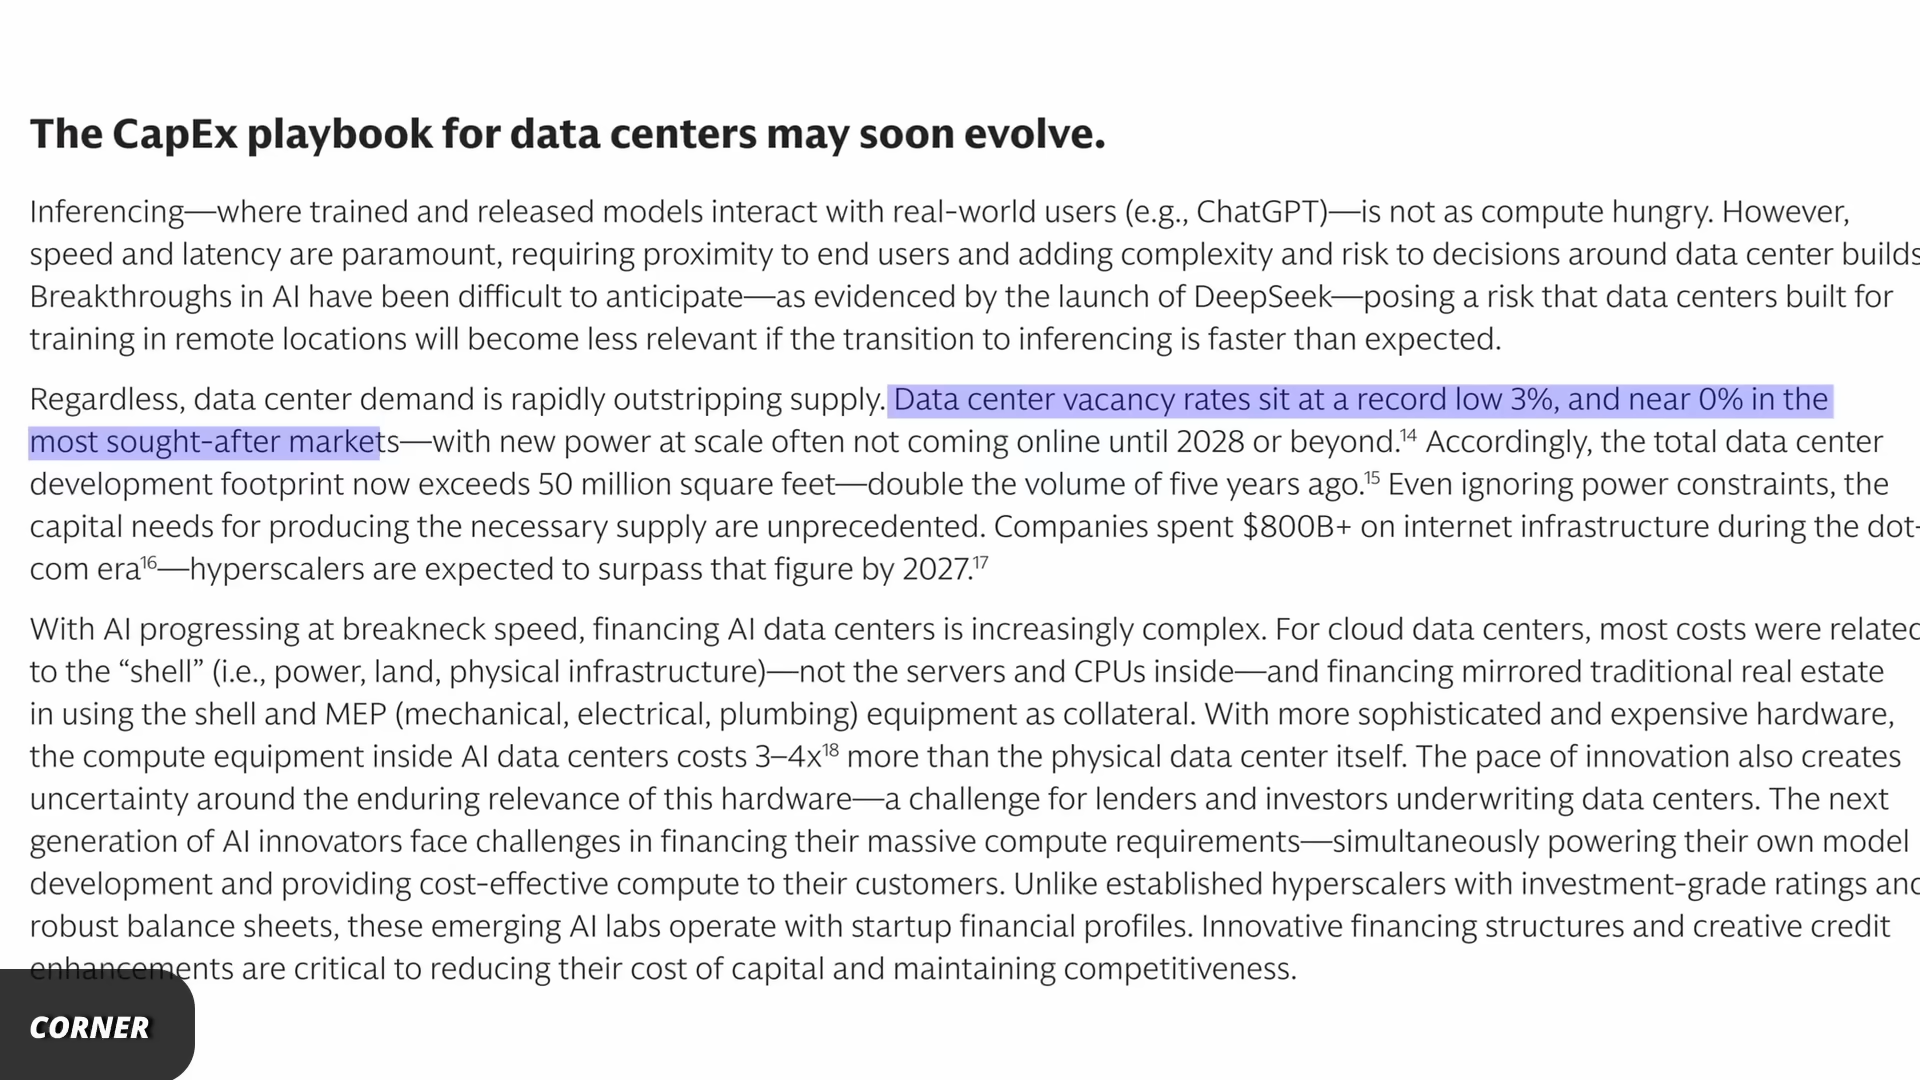 The CapEx playbook for data centers may soon evolve.
Inferencing—where trained and released models interact with real-world users (e.g., ChatGPT)—is not as compute hungry. However,
speed and latency are paramount, requiring proximity to end users and adding complexity and risk to decisions around data center builds
Breakthroughs in AI have been difficult to anticipate—as evidenced by the launch of DeepSeek—posing a risk that data centers built for
training in remote locations will become less relevant if the transition to inferencing is faster than expected.
Regardless, data center demand is rapidly outstripping supply. Data center vacancy rates sit at a record low 3%, and near 0% in the
most sought-after markets—with new power at scale often not coming online until 2028 or beyond.¹⁴ Accordingly, the total data center
development footprint now exceeds 50 million square feet—double the volume of five years ago.¹⁵ Even ignoring power constraints, the
capital needs for producing the necessary supply are unprecedented. Companies spent $800B+ on internet infrastructure during the dot-
com era¹⁶—hyperscalers are expected to surpass that figure by 2027.¹⁷
With AI progressing at breakneck speed, financing AI data centers is increasingly complex. For cloud data centers, most costs were related
to the “shell” (i.e., power, land, physical infrastructure)—not the servers and CPUs inside—and financing mirrored traditional real estate
in using the shell and MEP (mechanical, electrical, plumbing) equipment as collateral. With more sophisticated and expensive hardware,
the compute equipment inside AI data centers costs 3–4x¹⁸ more than the physical data center itself. The pace of innovation also creates
uncertainty around the enduring relevance of this hardware—a challenge for lenders and investors underwriting data centers. The next
generation of AI innovators face challenges in financing their massive compute requirements—simultaneously powering their own model
development and providing cost-effective compute to their customers. Unlike established hyperscalers with investment-grade ratings and
robust balance sheets, these emerging AI labs operate with startup financial profiles. Innovative financing structures and creative credit
enhancements are critical to reducing their cost of capital and maintaining competitiveness.
CORNER